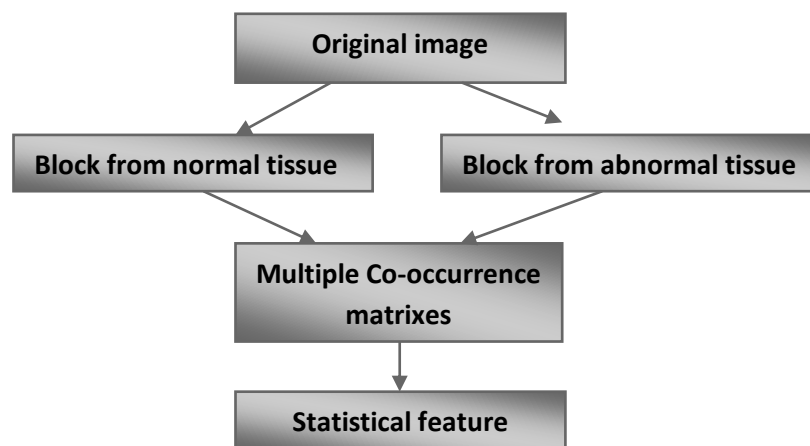 Original image
Block from normal tissue
Block from abnormal tissue
Multiple Co-occurrence
matrixes
Statistical feature